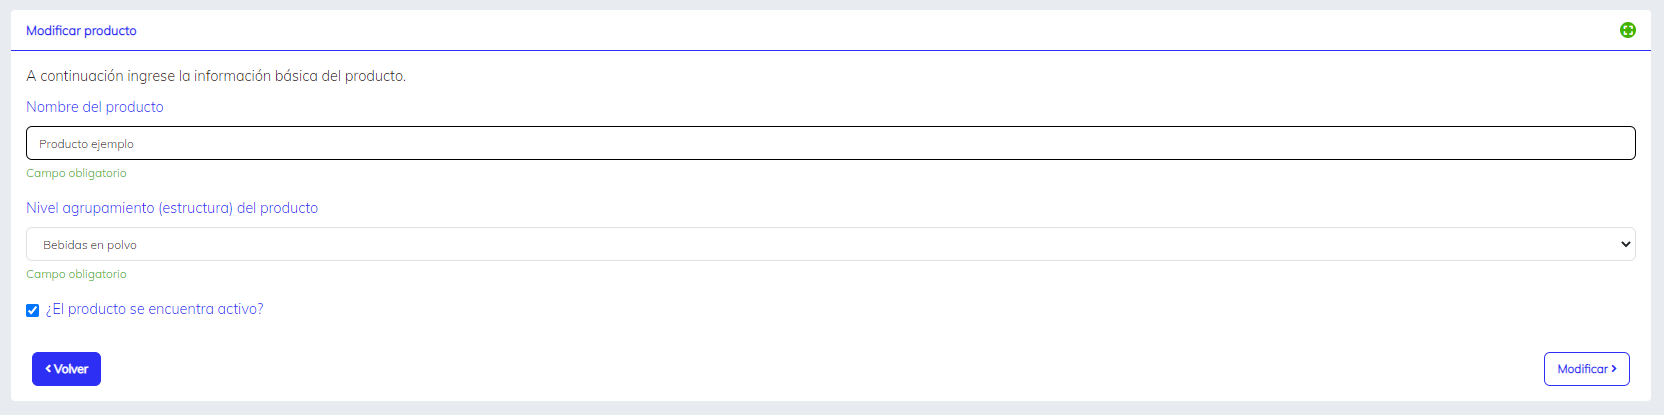 Modificar producto
A continuación ingrese la información básica del producto.
Nombre del producto
Producto ejemplo
Campo obligatorio
Nivel agrupamiento (estructura) del producto
Bebidas en polvo
Campo obligatorio
¿El producto se encuentra activo?
Volver
Modificar